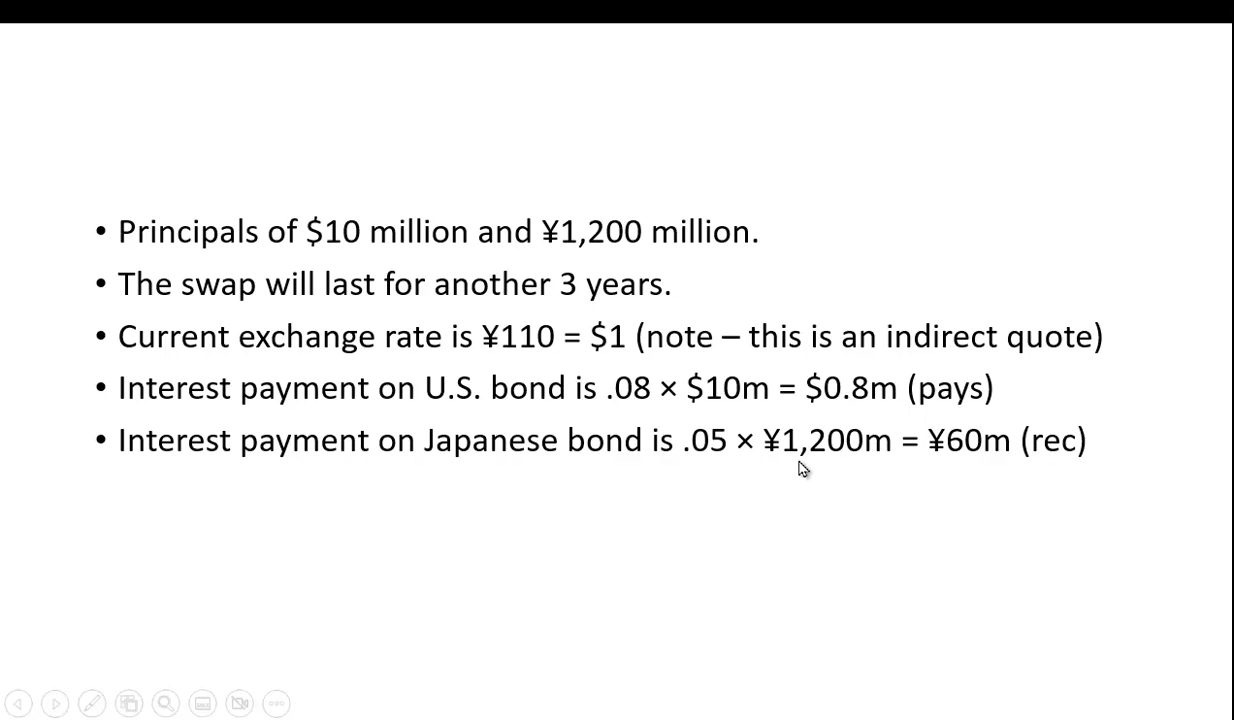 • Principals of $10 million and ¥1,200 million.
• The swap will last for another 3 years.
• Current exchange rate is ¥110 = $1 (note – this is an indirect quote)
• Interest payment on U.S. bond is .08 × $10m = $0.8m (pays)
• Interest payment on Japanese bond is .05 × ¥1,200m = ¥60m (rec)